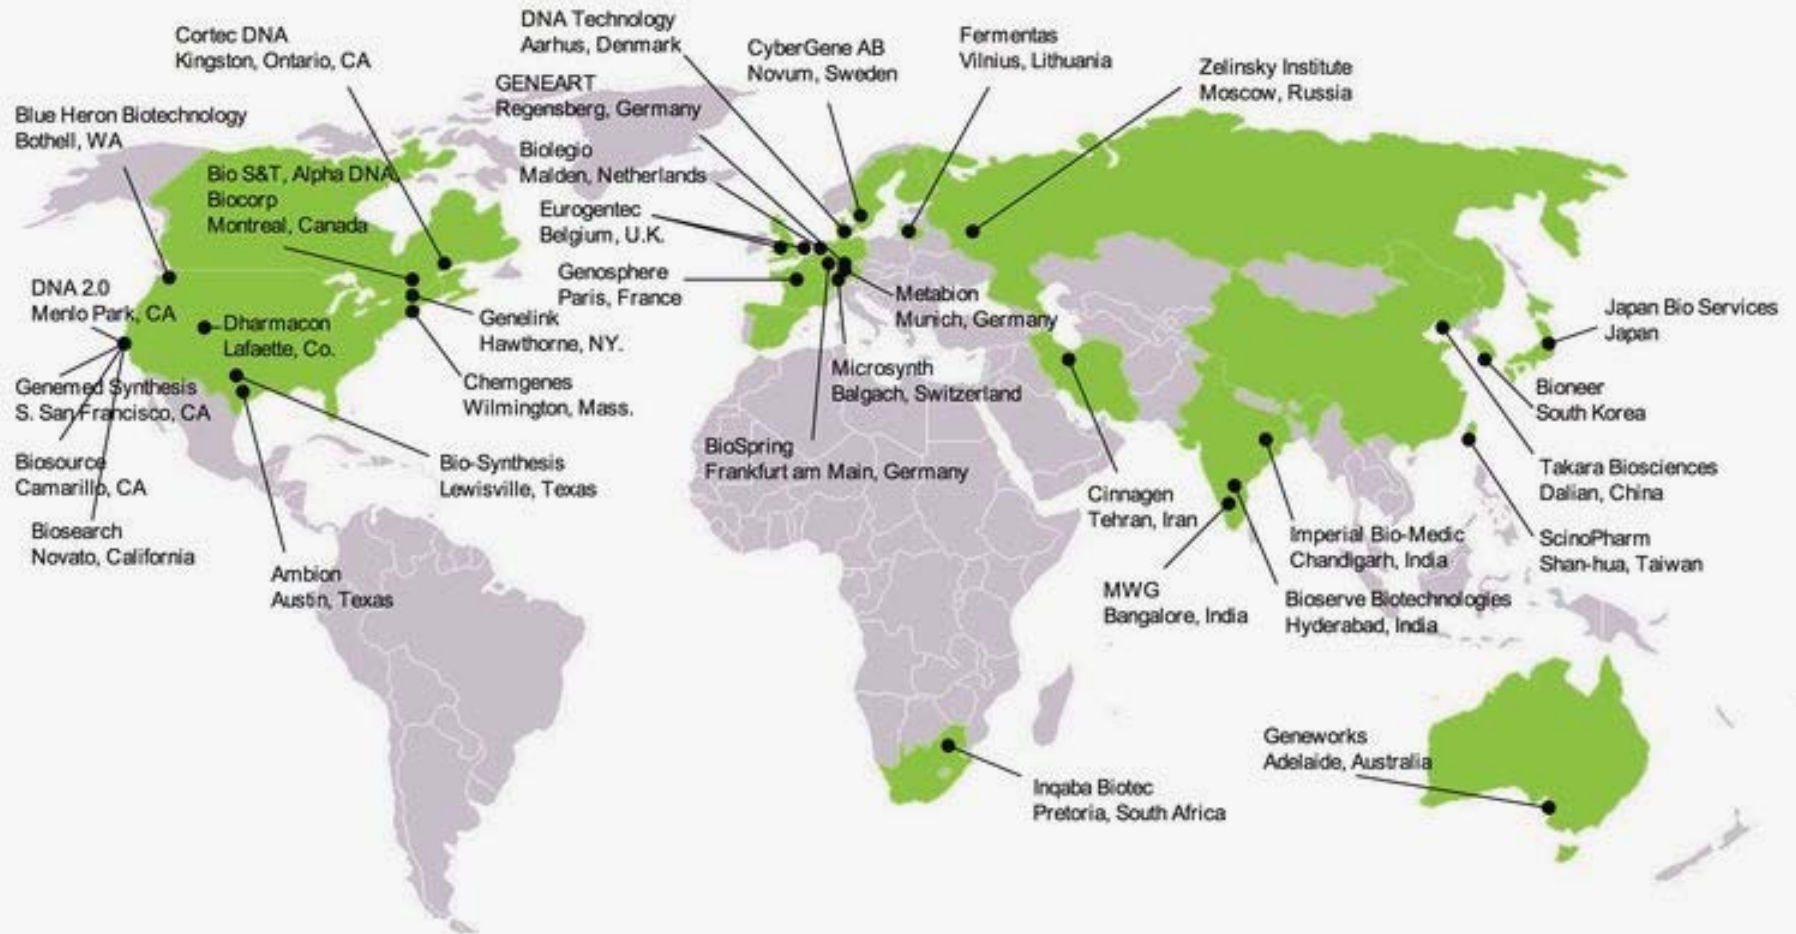 Cortec DNA
Kingston, Ontario, CA
DNA Technology
Aarhus, Denmark
CyberGene AB
Novum, Sweden
Fermentas
Vilnius, Lithuania
Zelinsky Institute
Moscow, Russia
GENEART
Regensberg, Germany
Blue Heron Biotechnology
Bothell, WA
Bio S&T, Alpha DNA,
Biocorp
Montreal, Canada
Biolegio
Malden, Netherlands
Eurogentec
Belgium, U.K.
Genosphere
Paris, France
DNA 2.0
Menlo Park, CA
Dharmacon
Lafaette, Co.
Genelink
Hawthorne, NY.
Metabion
Munich, Germany
Japan Bio Services
Japan
Genemed Synthesis
S. San Francisco, CA
Chemgenes
Wilmington, Mass.
Microsynth
Balgach, Switzerland
Bioneer
South Korea
BioSpring
Frankfurt am Main, Germany
Biosource
Camarillo, CA
Bio-Synthesis
Lewisville, Texas
Takara Biosciences
Dalian, China
Cinnagen
Tehran, Iran
Biosearch
Novato, California
Imperial Bio-Medic
Chandigarh, India
ScinoPharm
Shan-hua, Taiwan
Ambion
Austin, Texas
MWG
Bangalore, India
Bioserve Biotechnologies
Hyderabad, India
Geneworks
Adelaide, Australia
Inqaba Biotec
Pretoria, South Africa